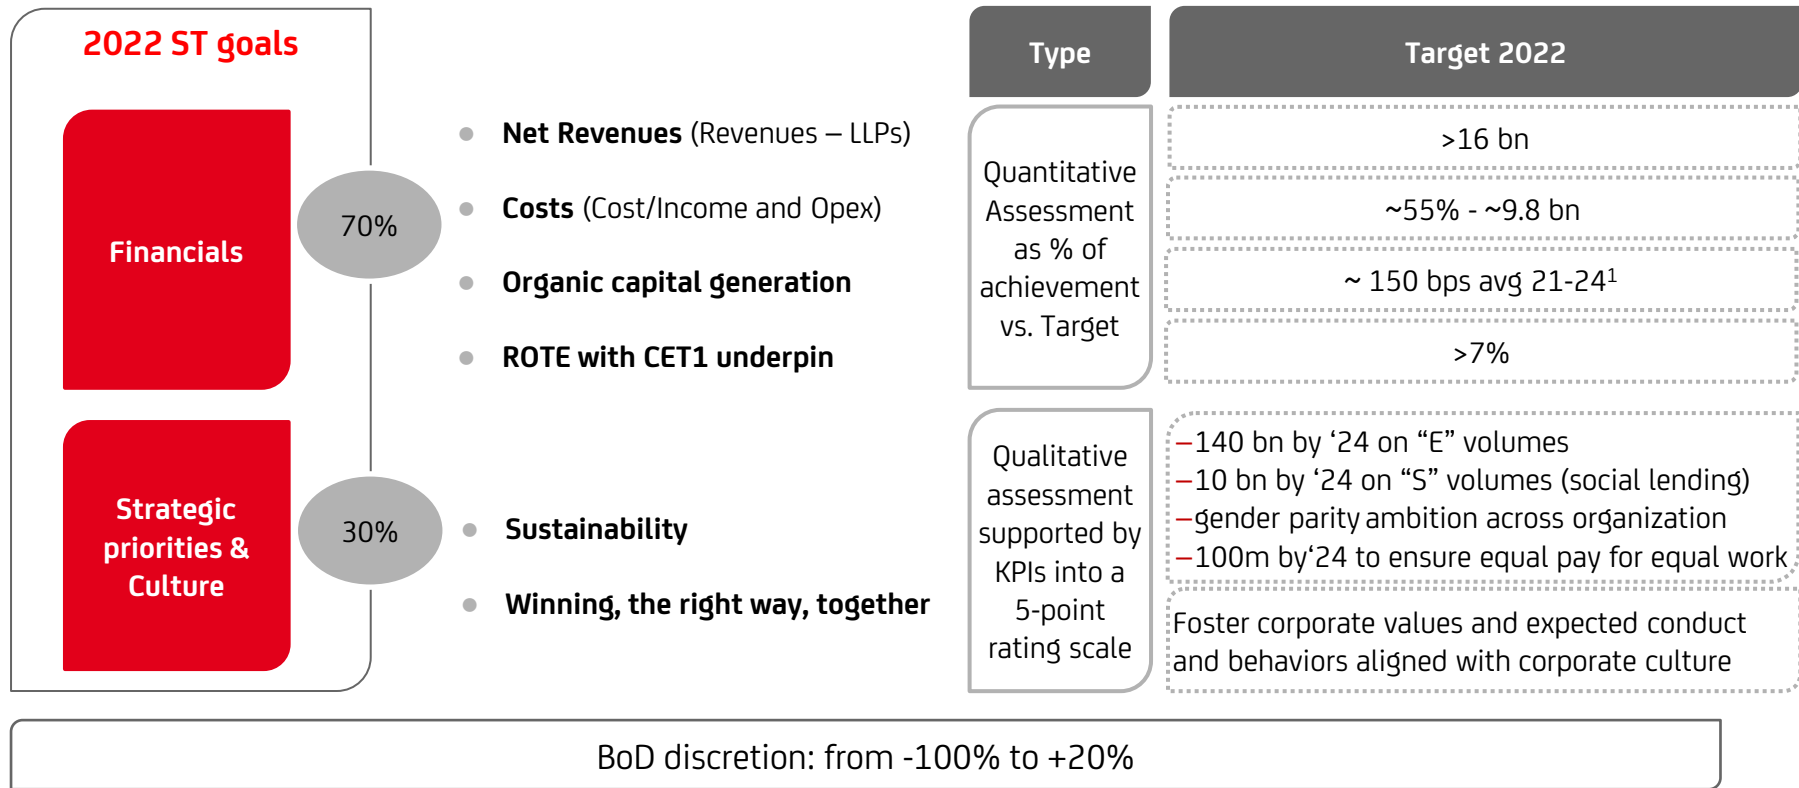 2022 ST goals
Type
Target 2022
Financials
70%
Net Revenues (Revenues – LLPs)
Costs (Cost/Income and Opex)
Organic capital generation
ROTE with CET1 underpin
Quantitative
Assessment
as % of
achievement
vs. Target
>16 bn
~55% - ~9.8 bn
~ 150 bps avg 21-24¹
>7%
Strategic
priorities &
Culture
30%
Sustainability
Winning, the right way, together
Qualitative
assessment
supported by
KPIs into a
5-point
rating scale
–140 bn by ‘24 on “E” volumes
–10 bn by ‘24 on “S” volumes (social lending)
–gender parity ambition across organization
–100m by‘24 to ensure equal pay for equal work
Foster corporate values and expected conduct
and behaviors aligned with corporate culture
BoD discretion: from -100% to +20%